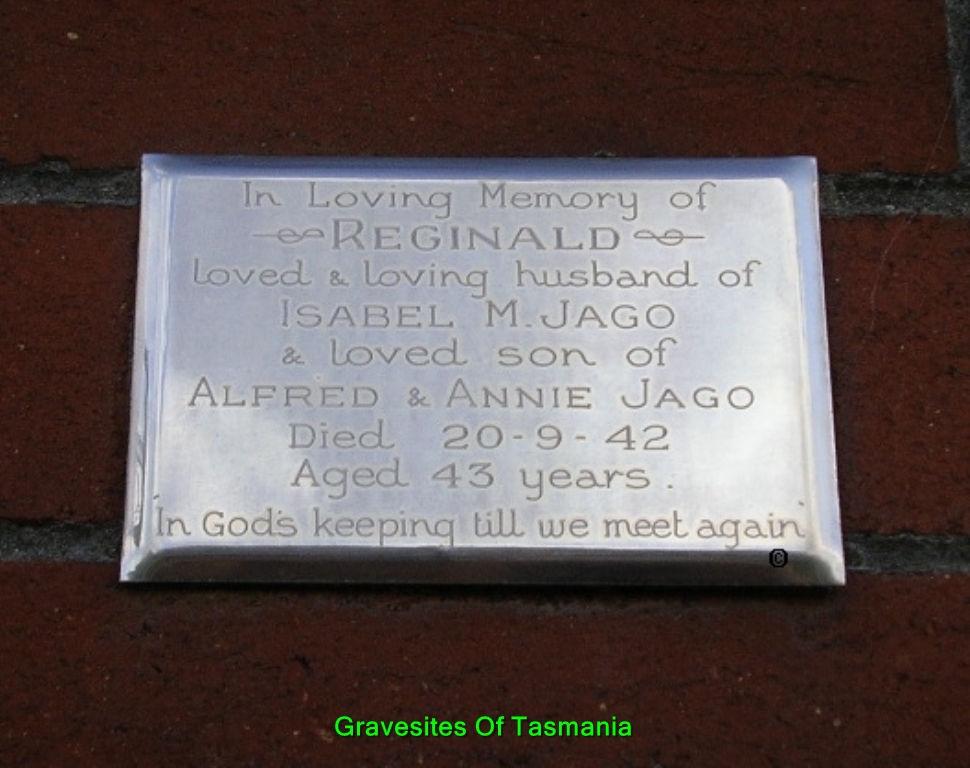 In Loving Memory of
REGINALD
loved & loving husband of
ISABEL M. JAGO
& loved son of
ALFRED & ANNIE JAGO
Died 20-9-42
Aged 43 years.
'In God's keeping till we meet again'
©
Gravesites Of Tasmania